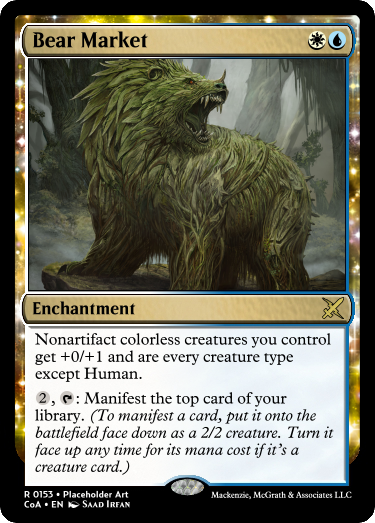 Bear Market
Enchantment
Nonartifact colorless creatures you control
get +0/+1 and are every creature type
except Human.
2, : Manifest the top card of your
library. (To manifest a card, put it onto the
battlefield face down as a 2/2 creature. Turn it
face up any time for its mana cost if it's a
creature card.)
R 0153 • Placeholder Art
CoA • EN Saad Irfan
Mackenzie, McGrath & Associates LLC